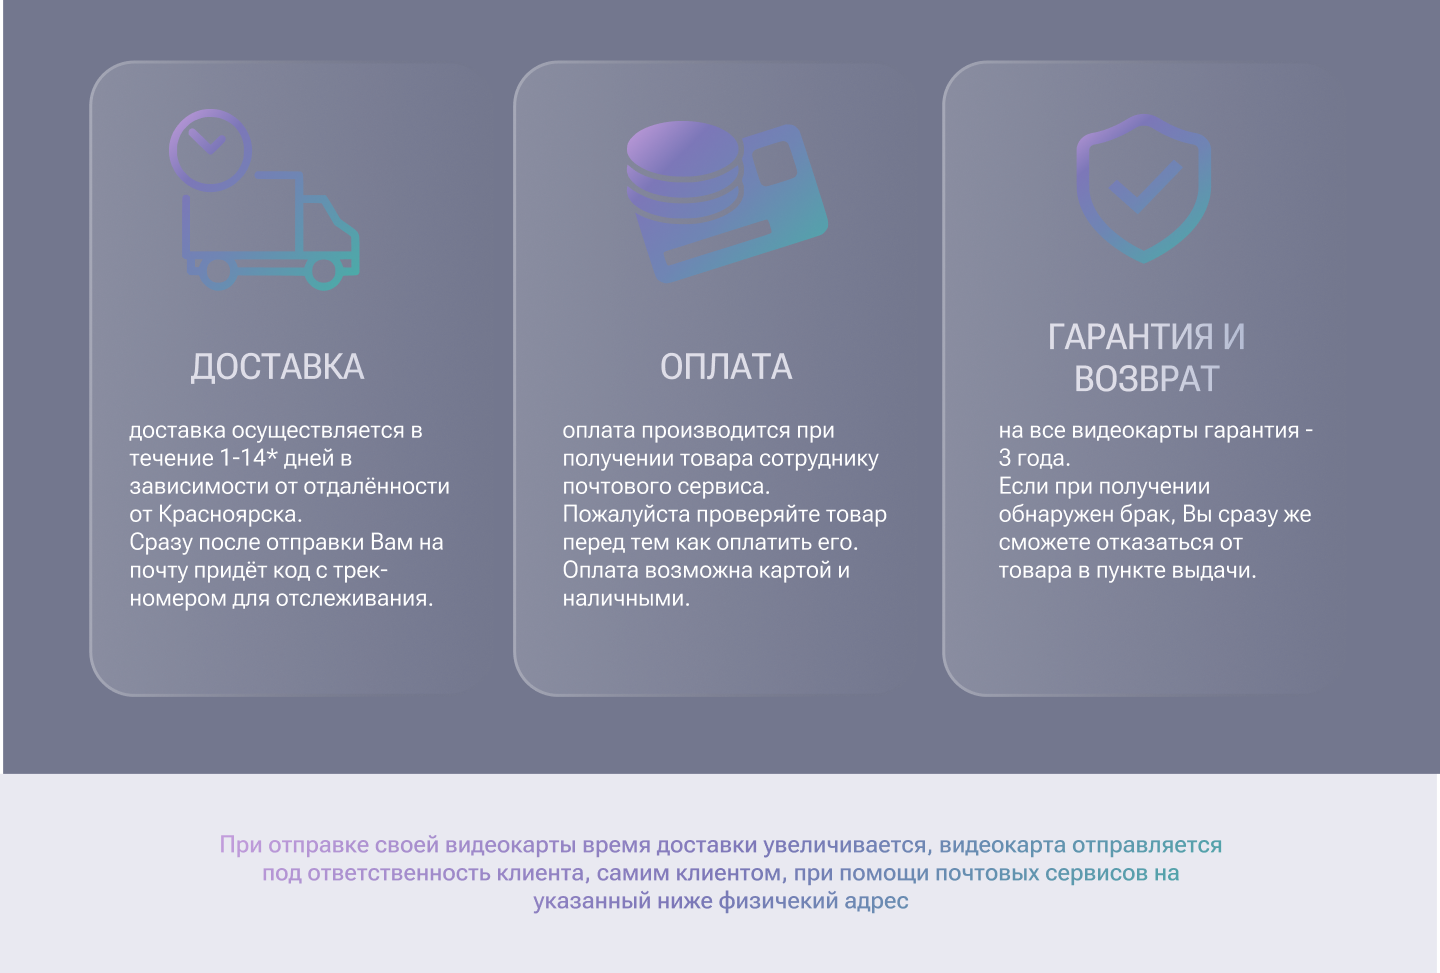 ДОСТАВКА
доставка осуществляется в
течение 1-14* дней в
зависимости от отдалённости
от Красноярска.
Сразу после отправки Вам на
почту придёт код с трек-
номером для отслеживания.
ОПЛАТА
оплата производится при
получении товара сотруднику
почтового сервиса.
Пожалуйста проверяйте товар
перед тем как оплатить его.
Оплата возможна картой и
наличными.
ГАРАНТИЯ И
ВОЗВРАТ
на все видеокарты гарантия -
3 года.
Если при получении
обнаружен брак, Вы сразу же
сможете отказаться от
товара в пункте выдачи.
При отправке своей видеокарты время доставки увеличивается, видеокарта отправляется
под ответственность клиента, самим клиентом, при помощи почтовых сервисов на
указанный ниже физичекий адрес